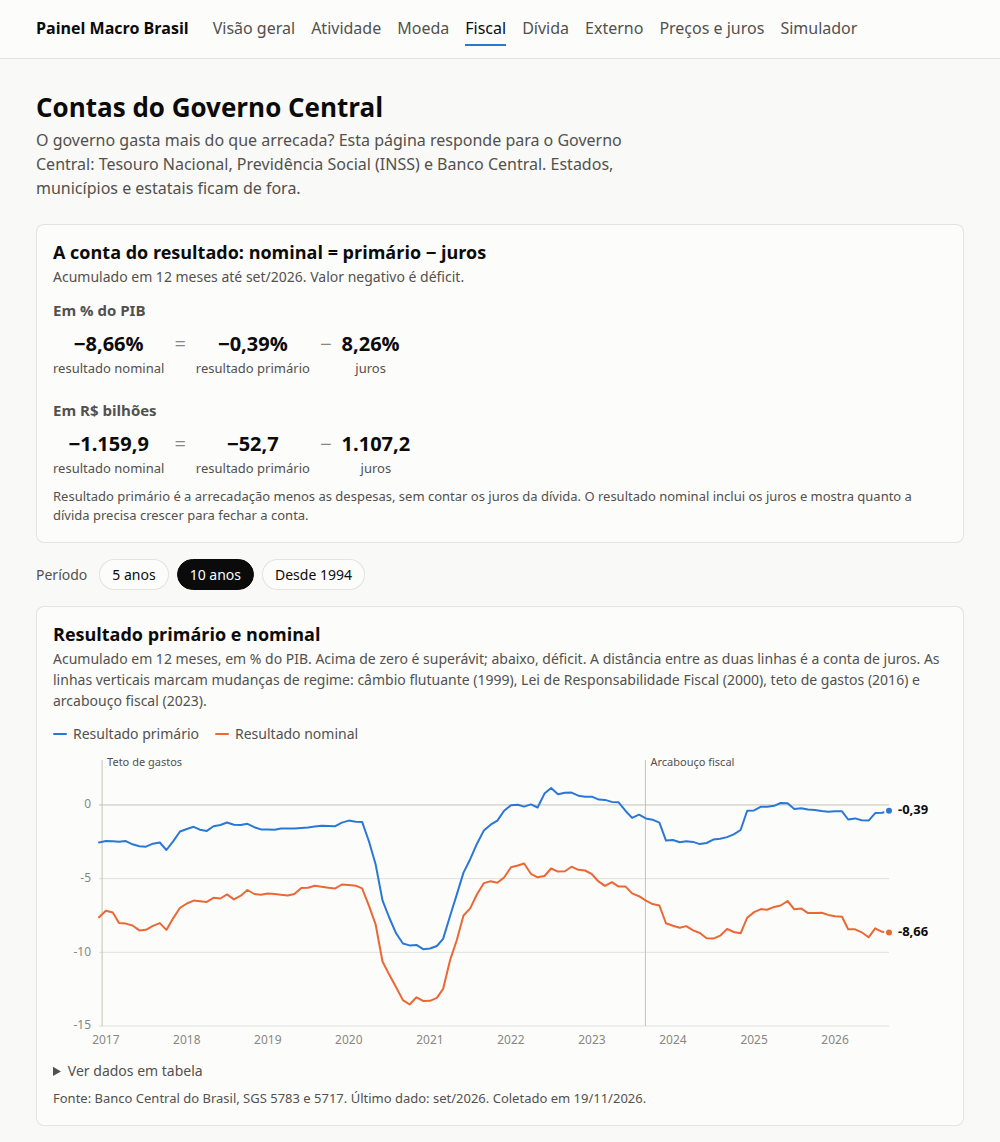 Painel Macro Brasil Visão geral Atividade Moeda Fiscal Dívida Externo Preços e juros Simulador
Contas do Governo Central
O governo gasta mais do que arrecada? Esta página responde para o Governo
Central: Tesouro Nacional, Previdência Social (INSS) e Banco Central. Estados,
municípios e estatais ficam de fora.
A conta do resultado: nominal = primário − juros
Acumulado em 12 meses até set/2026. Valor negativo é déficit.
Em % do PIB
−8,66% = −0,39% − 8,26%
resultado nominal resultado primário juros
Em R$ bilhões
−1.159,9 = −52,7 − 1.107,2
resultado nominal resultado primário juros
Resultado primário é a arrecadação menos as despesas, sem contar os juros da dívida. O resultado nominal inclui os juros e mostra quanto a
dívida precisa crescer para fechar a conta.
Período 5 anos 10 anos Desde 1994
Resultado primário e nominal
Acumulado em 12 meses, em % do PIB. Acima de zero é superávit; abaixo, déficit. A distância entre as duas linhas é a conta de juros. As
linhas verticais marcam mudanças de regime: câmbio flutuante (1999), Lei de Responsabilidade Fiscal (2000), teto de gastos (2016) e
arcabouço fiscal (2023).
Resultado primário Resultado nominal
Teto de gastos Arcabouço fiscal
0
-0,39
-5
-8,66
-10
-15
2017 2018 2019 2020 2021 2022 2023 2024 2025 2026
▶ Ver dados em tabela
Fonte: Banco Central do Brasil, SGS 5783 e 5717. Último dado: set/2026. Coletado em 19/11/2026.